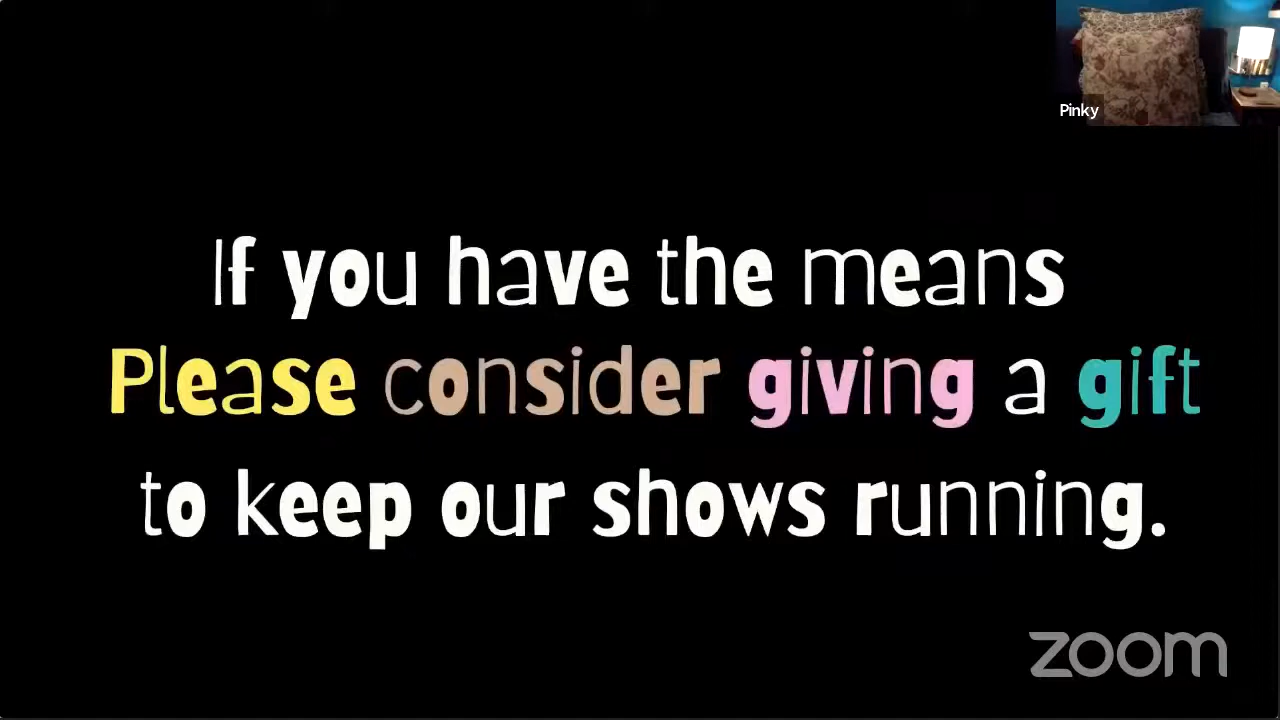 Pinky
If you have the means
Please consider giving a gift
to keep our shows running.
zoom